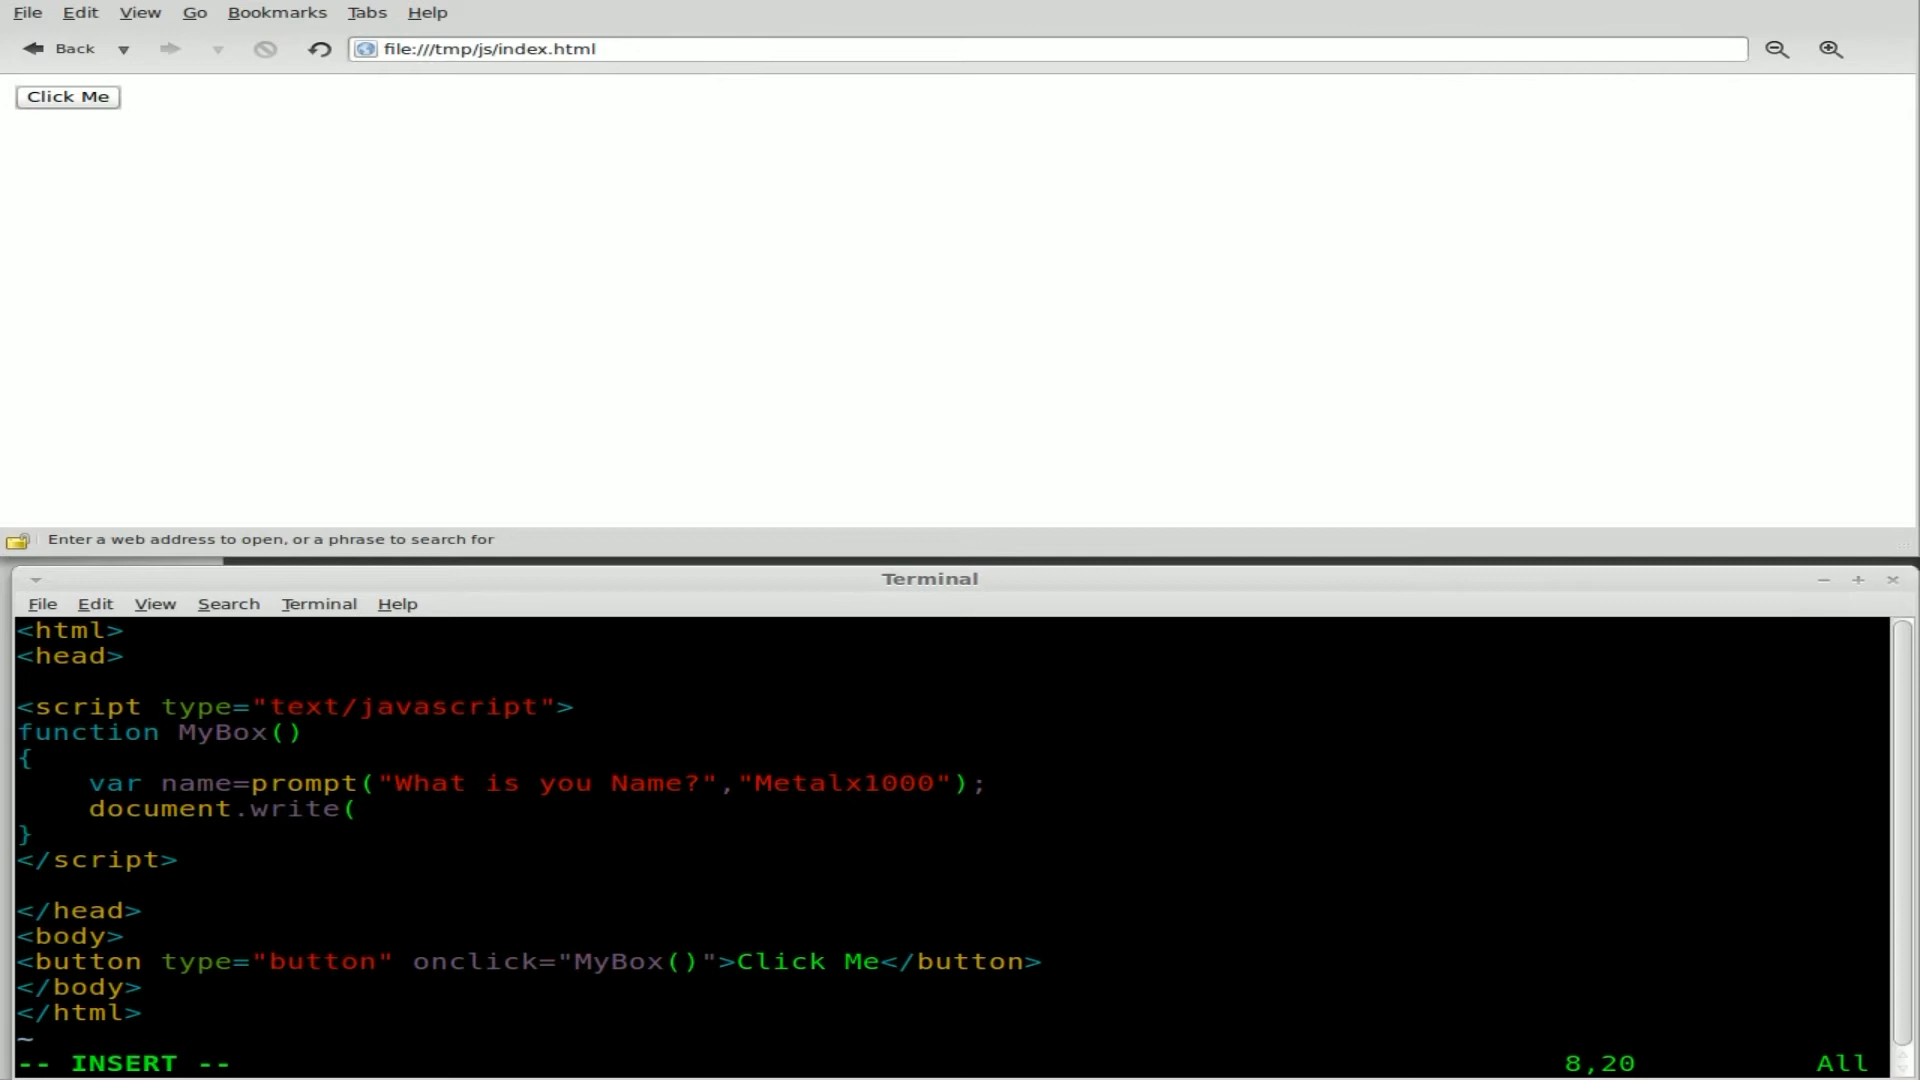 File Edit View Go Bookmarks Tabs Help
Back file:///tmp/js/index.html
Click Me
Enter a web address to open, or a phrase to search for
Terminal
File Edit View Search Terminal Help
<html>
<head>
<script type="text/javascript">
function MyBox()
{
    var name=prompt("What is you Name?","Metalx1000");
    document.write(
}
</script>
</head>
<body>
<button type="button" onclick="MyBox()">Click Me</button>
</body>
</html>
~
-- INSERT -- 8,20 All